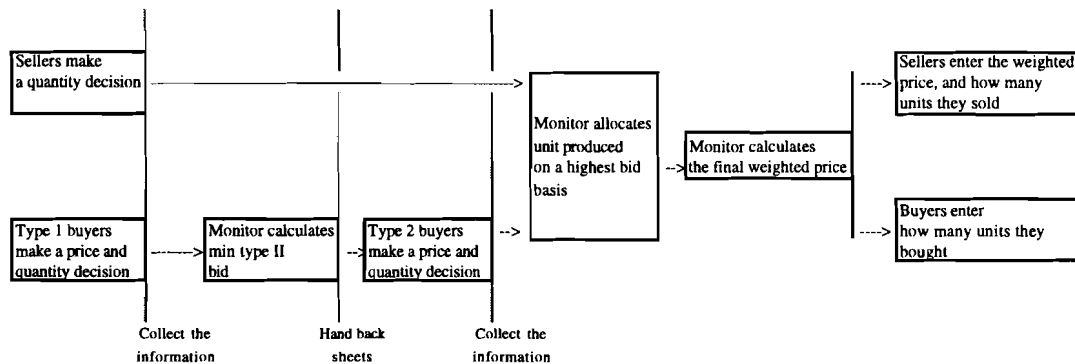 Sellers make
a quantity decision
Type 1 buyers
make a price and
quantity decision
Monitor calculates
min type II
bid
Type 2 buyers
make a price and
quantity decision
Monitor allocates
unit produced
on a highest bid
basis
Monitor calculates
the final weighted price
Sellers enter the weighted
price, and how many
units they sold
Buyers enter
how many units they
bought
Collect the
information
Hand back
sheets
Collect the
information